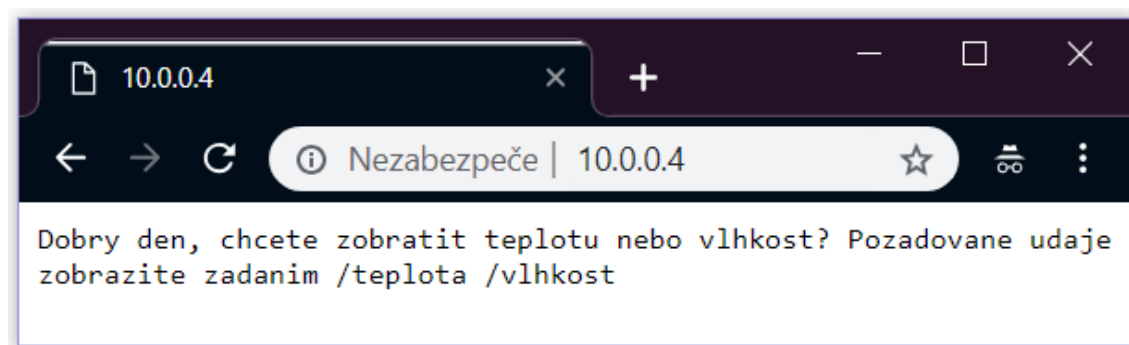 10.0.0.4
Nezabezpeče 10.0.0.4
Dobry den, chcete zobratit teplotu nebo vlhkost? Pozadovane udaje
zobrazite zadanim /teplota /vlhkost